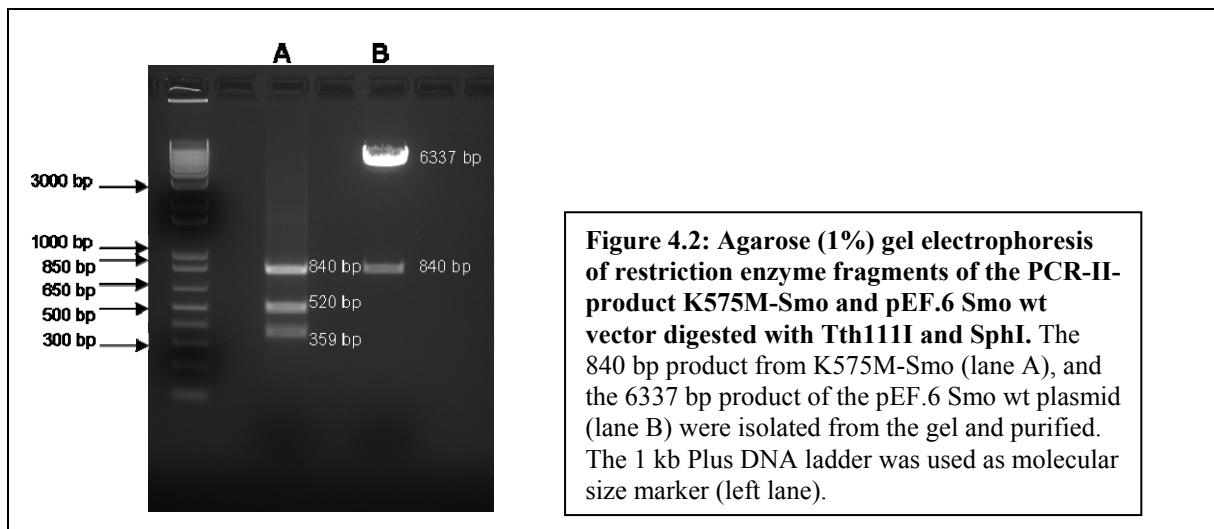 A B
6337 bp
3000 bp
1000 bp
850 bp
840 bp
840 bp
650 bp
520 bp
500 bp
359 bp
300 bp
Figure 4.2: Agarose (1%) gel electrophoresis
of restriction enzyme fragments of the PCR-II-
product K575M-Smo and pEF.6 Smo wt
vector digested with Tth111I and SphI. The
840 bp product from K575M-Smo (lane A), and
the 6337 bp product of the pEF.6 Smo wt plasmid
(lane B) were isolated from the gel and purified.
The 1 kb Plus DNA ladder was used as molecular
size marker (left lane).